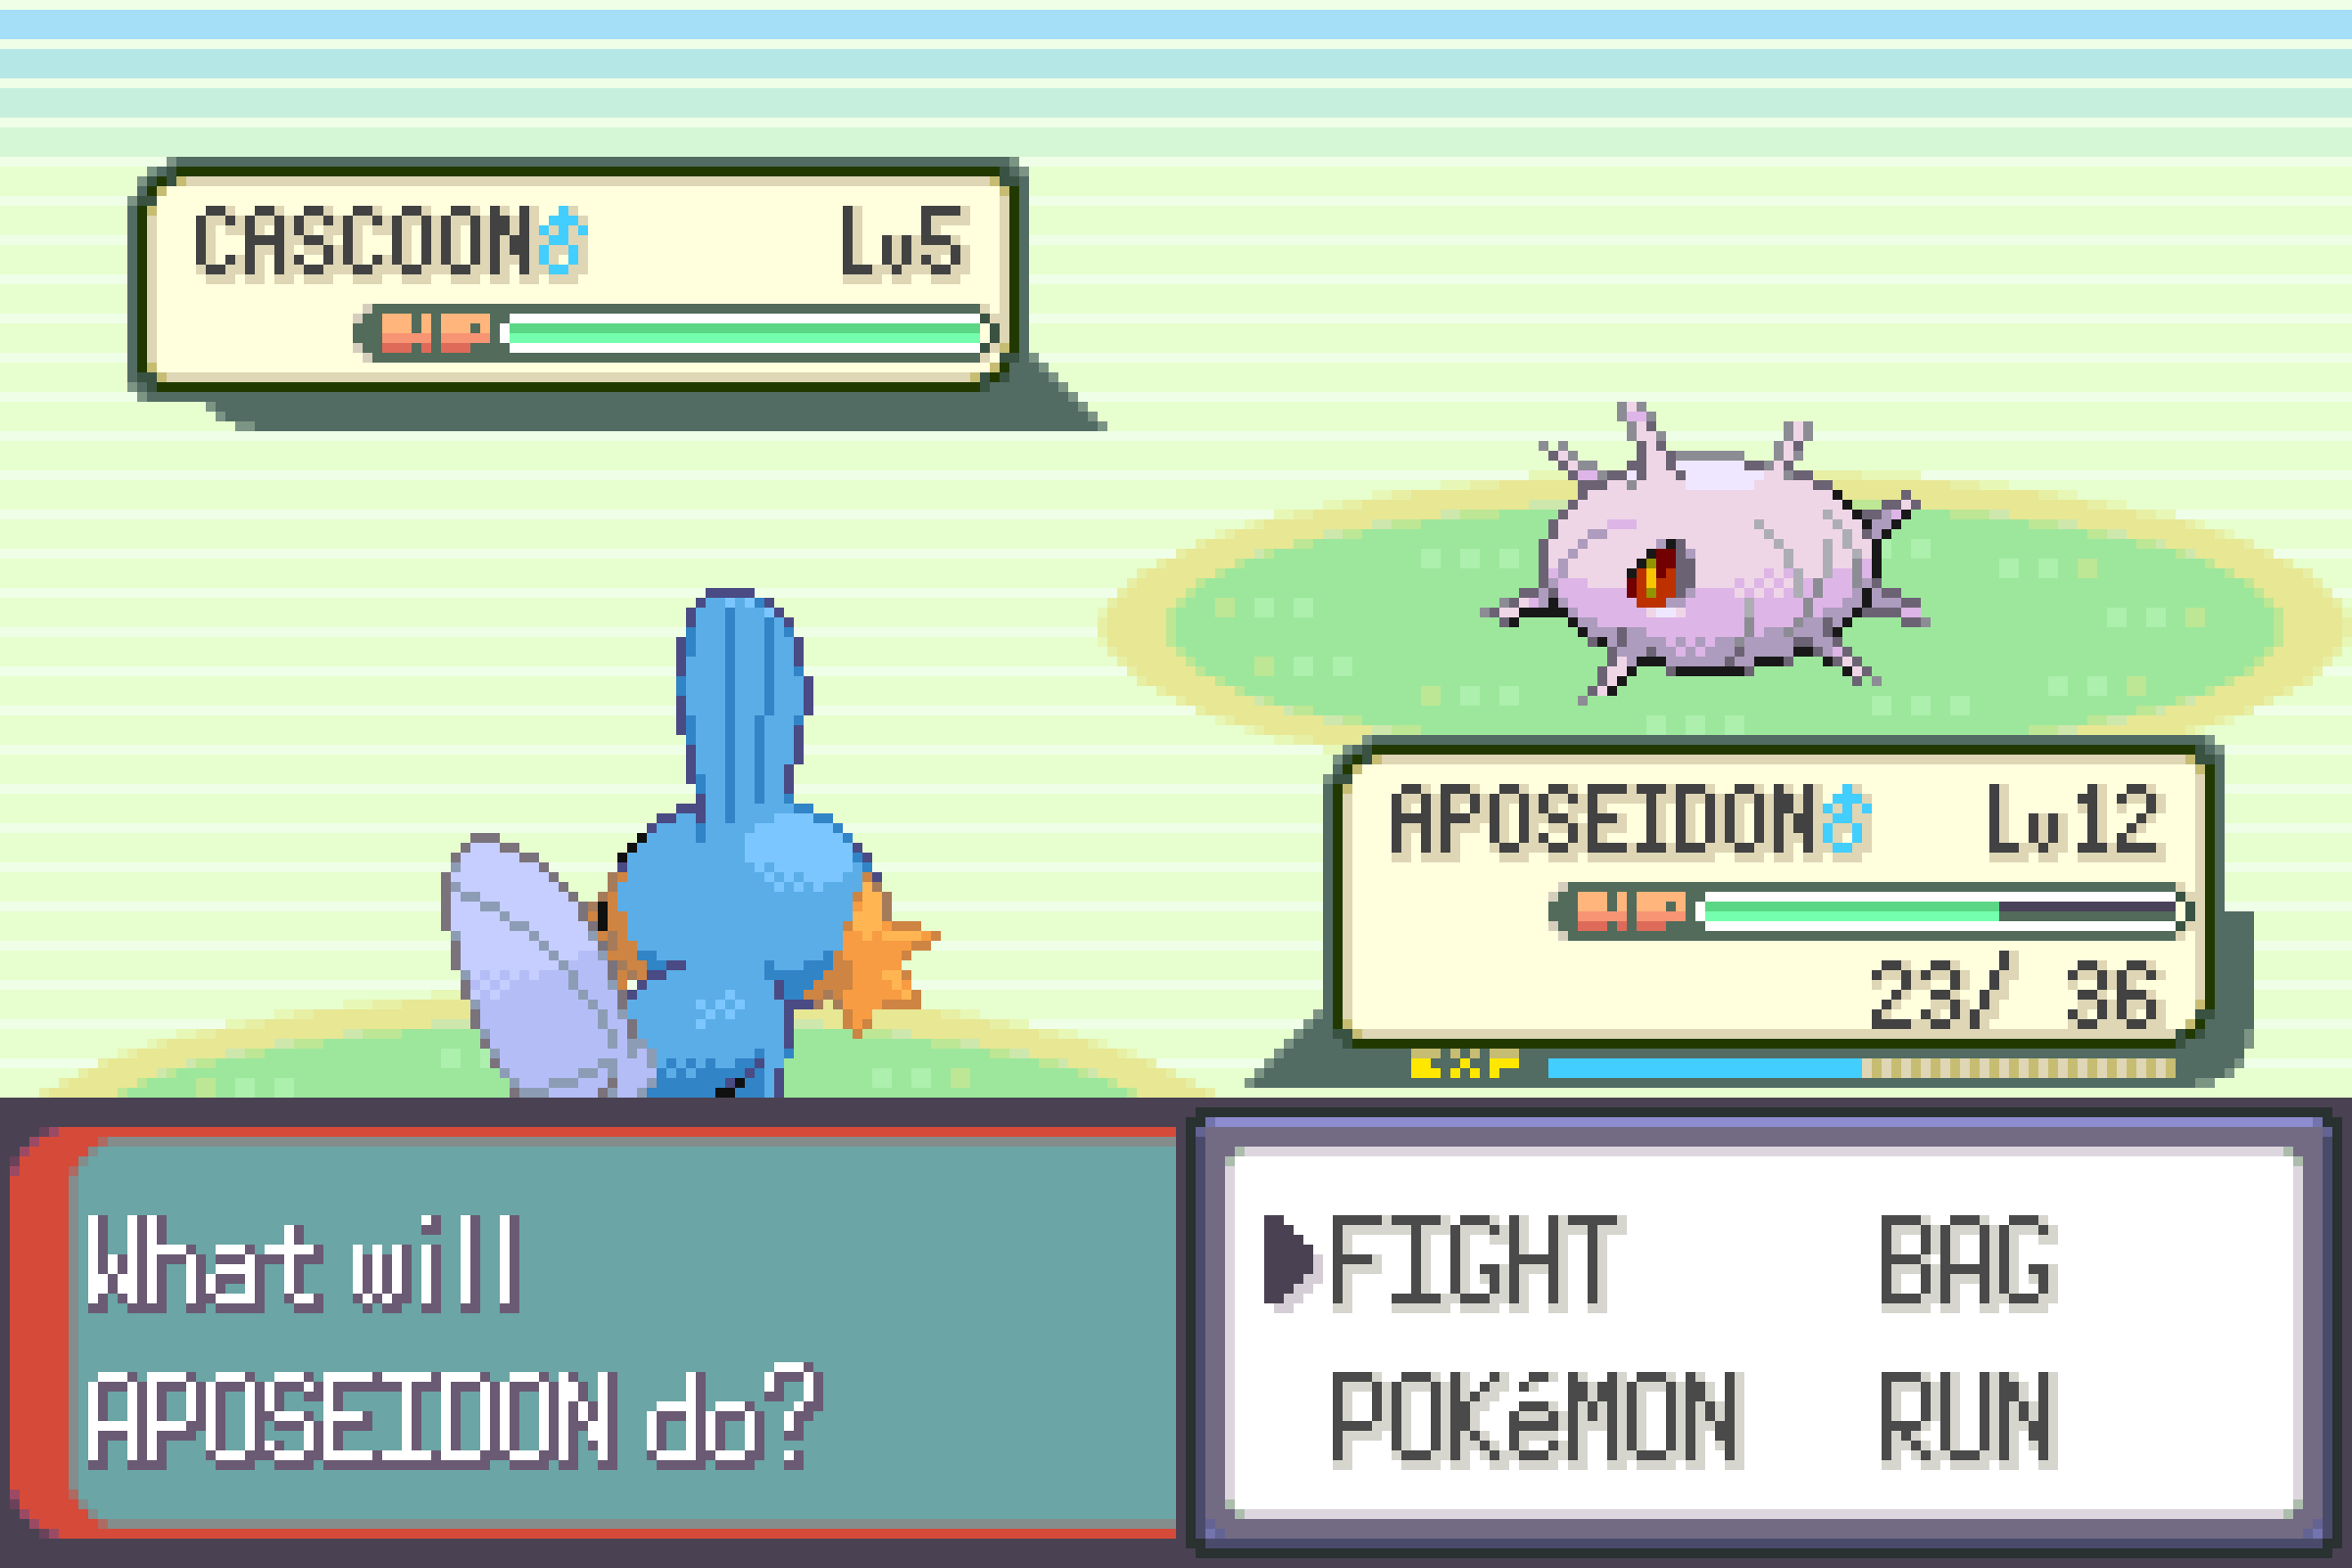 CASCOON♂ Lv5
HP
APOSEIDON♂ Lv12
HP
23/ 36
EXP
What will
APOSEIDON do?
FIGHT BAG
POKéMON RUN